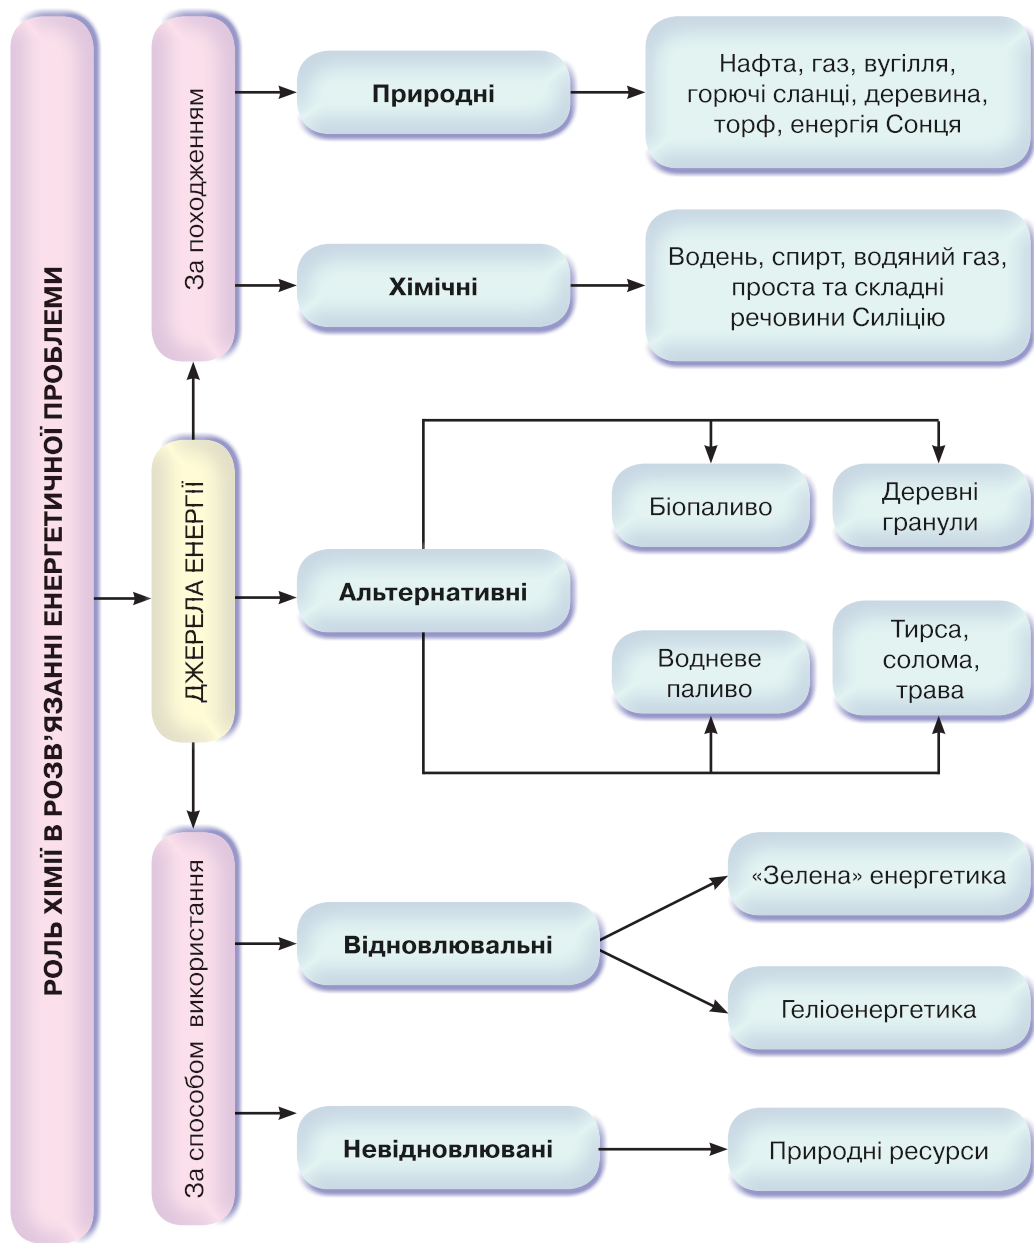 РОЛЬ ХІМІЇ В РОЗВ’ЯЗАННІ ЕНЕРГЕТИЧНОЇ ПРОБЛЕМИ
За походженням
Природні
Нафта, газ, вугілля,
горючі сланці, деревина,
торф, енергія Сонця
Хімічні
Водень, спирт, водяний газ,
проста та складні
речовини Силіцію
ДЖЕРЕЛА ЕНЕРГІЇ
Альтернативні
Біопаливо
Деревні
гранули
Водневе
паливо
Тирса,
солома,
трава
За способом використання
Відновлювальні
«Зелена» енергетика
Геліоенергетика
Невідновлювані
Природні ресурси